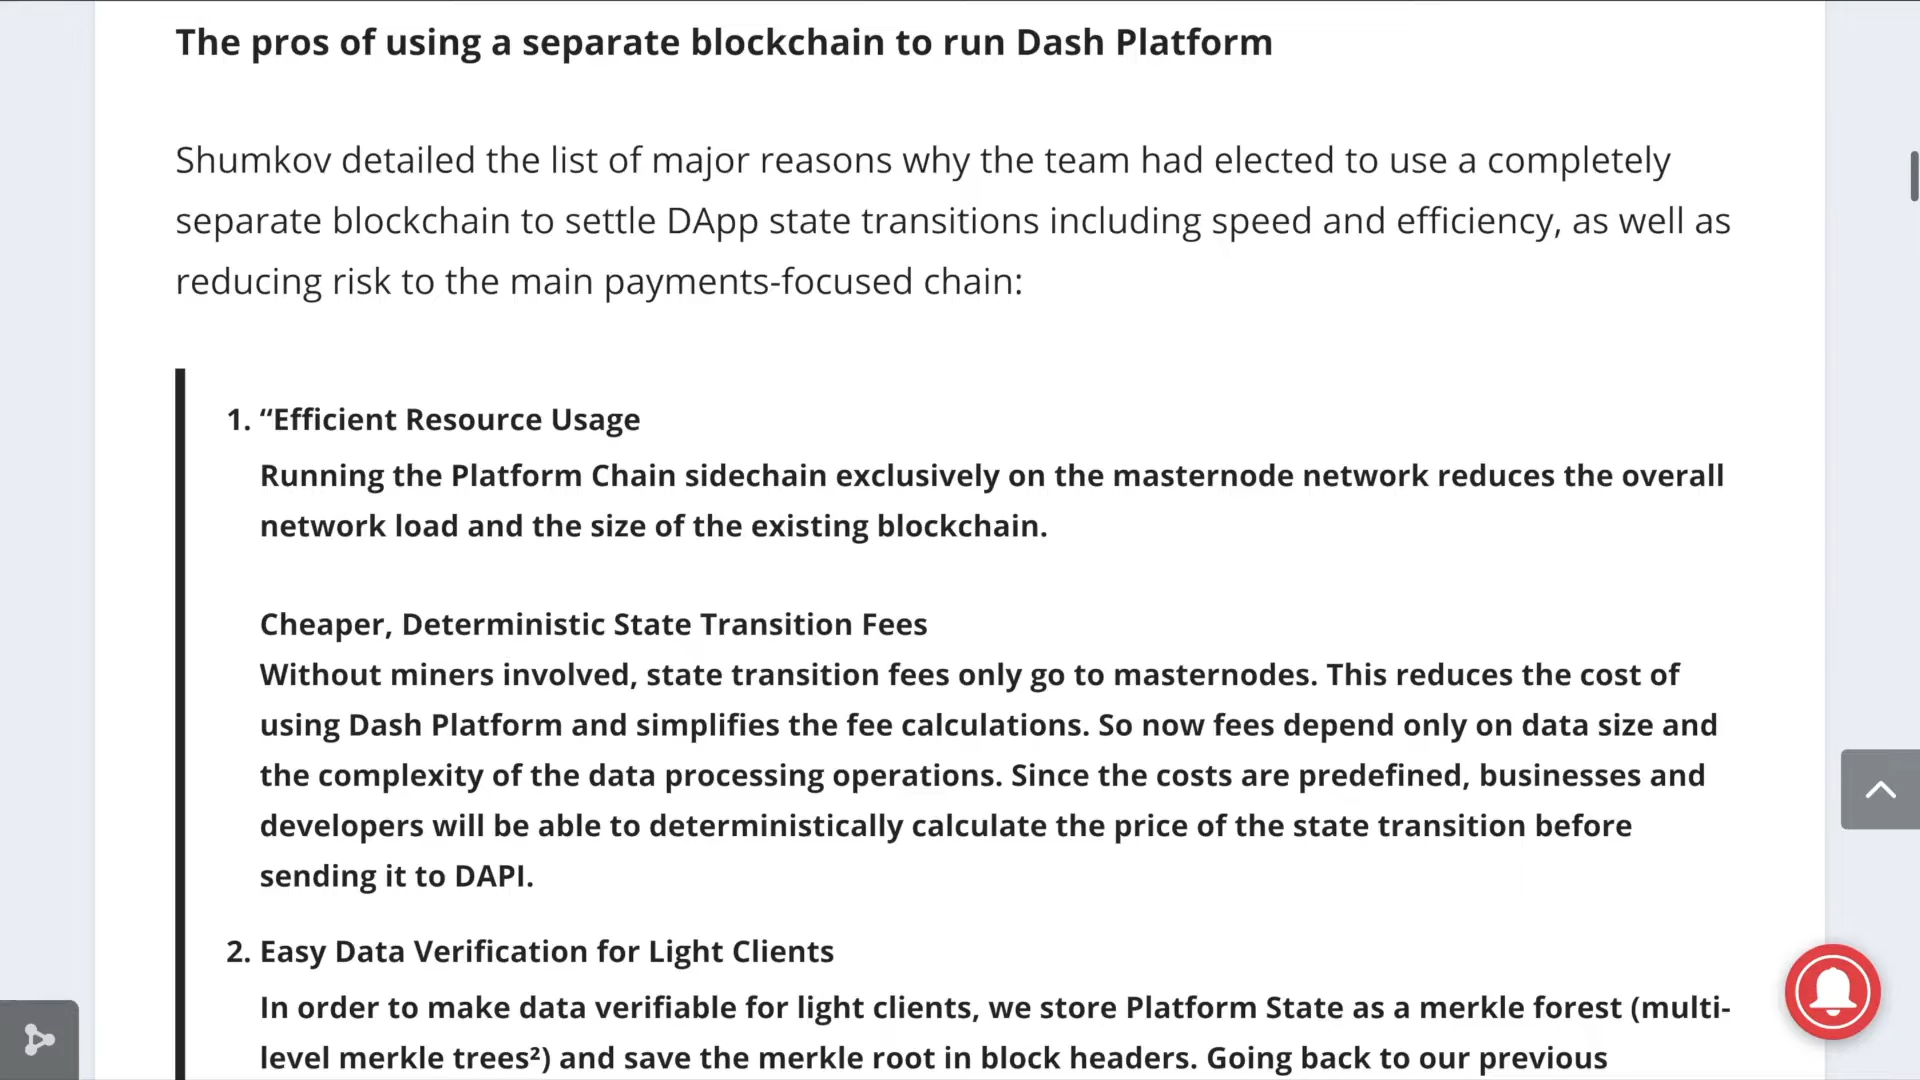 The pros of using a separate blockchain to run Dash Platform
Shumkov detailed the list of major reasons why the team had elected to use a completely
separate blockchain to settle DApp state transitions including speed and efficiency, as well as
reducing risk to the main payments-focused chain:
1. “Efficient Resource Usage
Running the Platform Chain sidechain exclusively on the masternode network reduces the overall
network load and the size of the existing blockchain.
Cheaper, Deterministic State Transition Fees
Without miners involved, state transition fees only go to masternodes. This reduces the cost of
using Dash Platform and simplifies the fee calculations. So now fees depend only on data size and
the complexity of the data processing operations. Since the costs are predefined, businesses and
developers will be able to deterministically calculate the price of the state transition before
sending it to DAPI.
2. Easy Data Verification for Light Clients
In order to make data verifiable for light clients, we store Platform State as a merkle forest (multi-
level merkle trees²) and save the merkle root in block headers. Going back to our previous